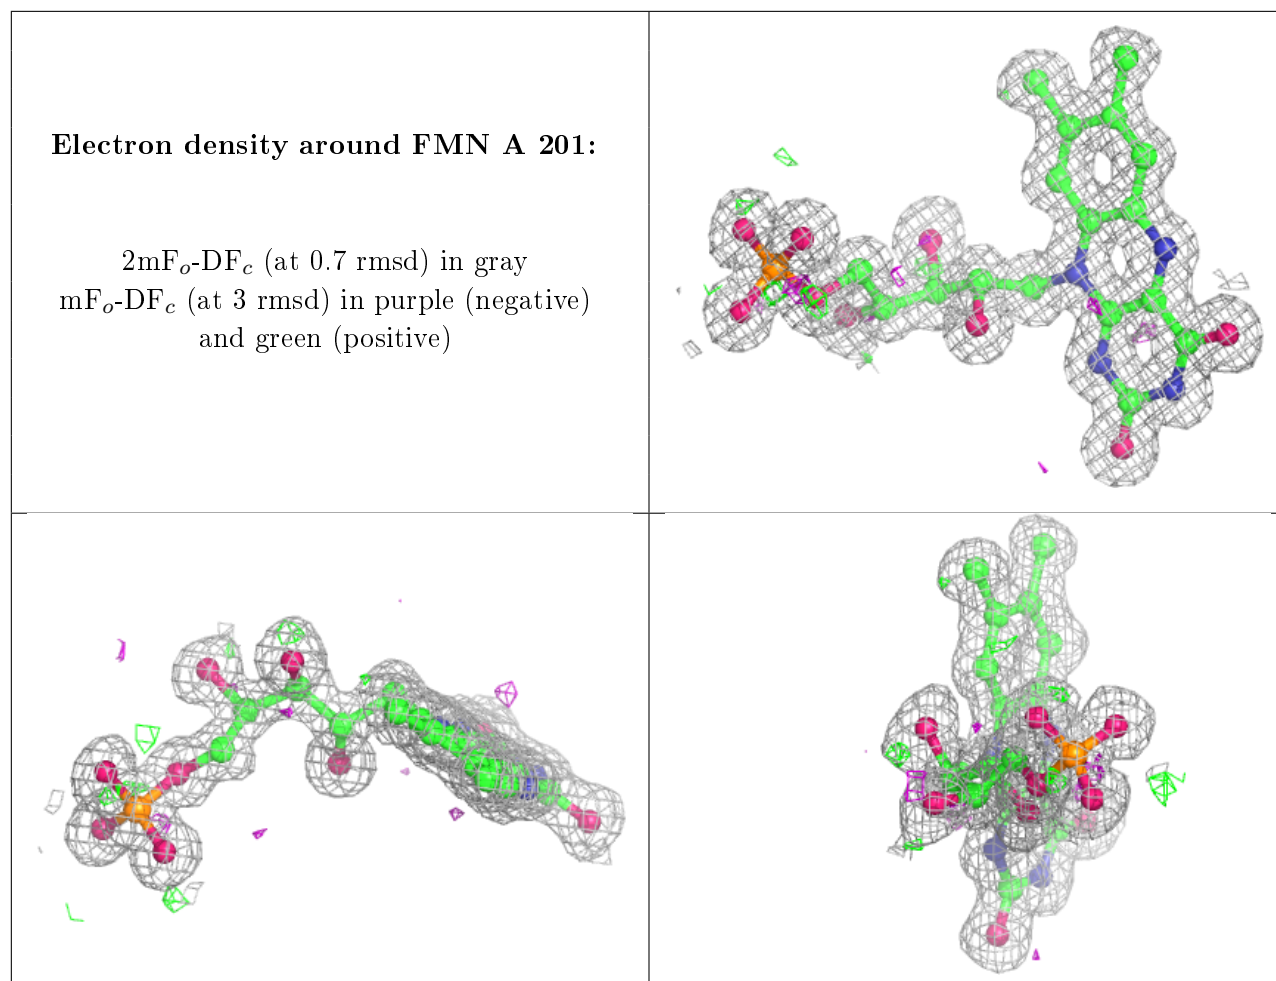 Electron density around FMN A 201:
2mFₒ-DF𝑐 (at 0.7 rmsd) in gray
mFₒ-DF𝑐 (at 3 rmsd) in purple (negative)
and green (positive)